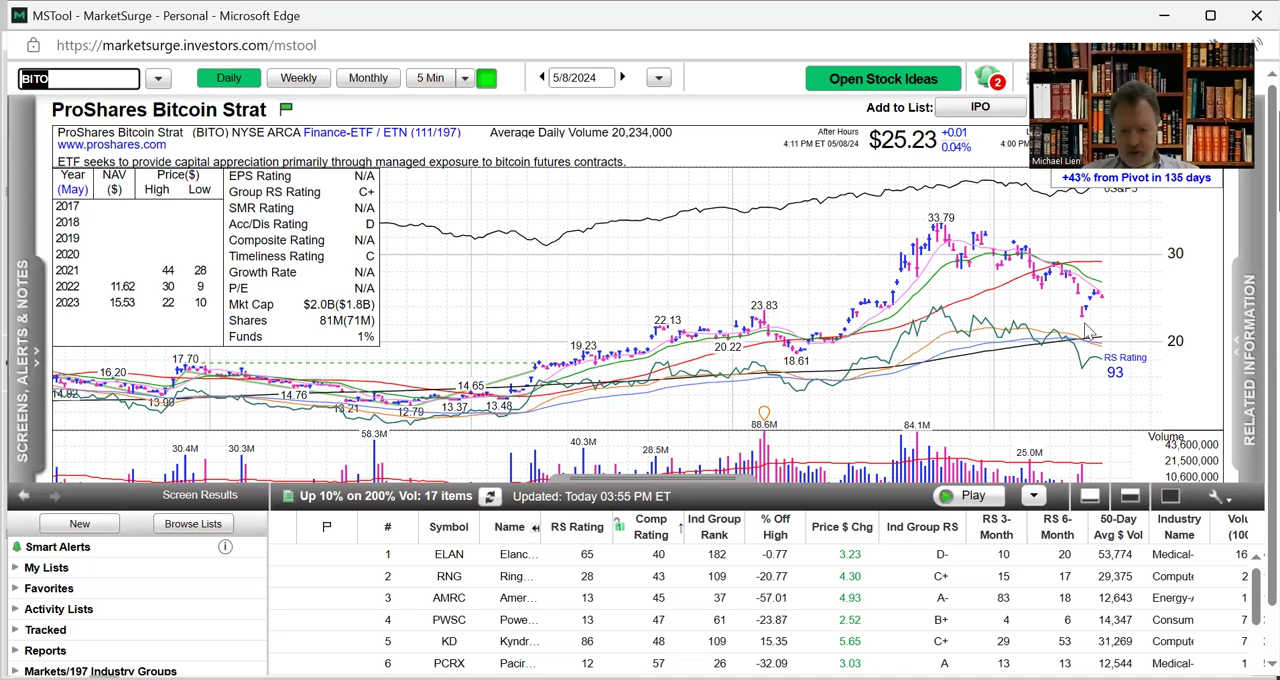 MSTool - MarketSurge - Personal - Microsoft Edge
https://marketsurge.investors.com/mstool
BITO Daily Weekly Monthly 5 Min 5/8/2024 Open Stock Ideas 2
ProShares Bitcoin Strat Add to List: IPO
ProShares Bitcoin Strat (BITO) NYSE ARCA Finance-ETF / ETN (111/197) Average Daily Volume 20,234,000
www.proshares.com
ETF seeks to provide capital appreciation primarily through managed exposure to bitcoin futures contracts.
After Hours
4:11 PM ET 05/08/24 $25.23 +0.01 0.04% 4:00 PM
Michael Lien
+43% from Pivot in 135 days
Year (May) NAV ($) Price($) High Low
2017
2018
2019
2020
2021 44 28
2022 11.62 30 9
2023 15.53 22 10
EPS Rating N/A
Group RS Rating C+
SMR Rating N/A
Acc/Dis Rating D
Composite Rating N/A
Timeliness Rating C
Growth Rate N/A
P/E N/A
Mkt Cap $2.0B($1.8B)
Shares 81M(71M)
Funds 1%
33.79
30
23.83
22.13
20.22
20
19.23
18.61
17.70
RS Rating
93
16.20
14.92
13.00
14.76
13.21
12.79
13.37
14.65
13.48
30.4M 30.3M 58.3M 40.3M 28.5M 88.6M 84.1M 25.0M
Volume
43,600,000
21,500,000
10,600,000
SCREENS, ALERTS & NOTES
RELATED INFORMATION
Screen Results Up 10% on 200% Vol: 17 items Updated: Today 03:55 PM ET Play
New Browse Lists
Smart Alerts
My Lists
Favorites
Activity Lists
Tracked
Reports
Markets/197 Industry Groups
# Symbol Name RS Rating Comp Rating Ind Group Rank % Off High Price $ Chg Ind Group RS RS 3-Month RS 6-Month 50-Day Avg $ Vol Industry Name
1 ELAN Elanc... 65 40 182 -0.77 3.23 D- 10 20 53,774 Medical- 16
2 RNG Ring... 28 43 109 -20.77 4.30 C+ 15 17 29,375 Compute 2
3 AMRC Amer... 13 45 37 -57.01 4.93 A- 83 18 12,643 Energy-
4 PWSC Powe... 13 47 61 -23.87 2.52 B+ 4 6 14,347 Consum 7
5 KD Kyndr... 86 48 109 15.35 5.65 C+ 29 53 31,269 Compute 7
6 PCRX Pacir... 12 57 26 -32.09 3.03 A 13 13 12,544 Medical-